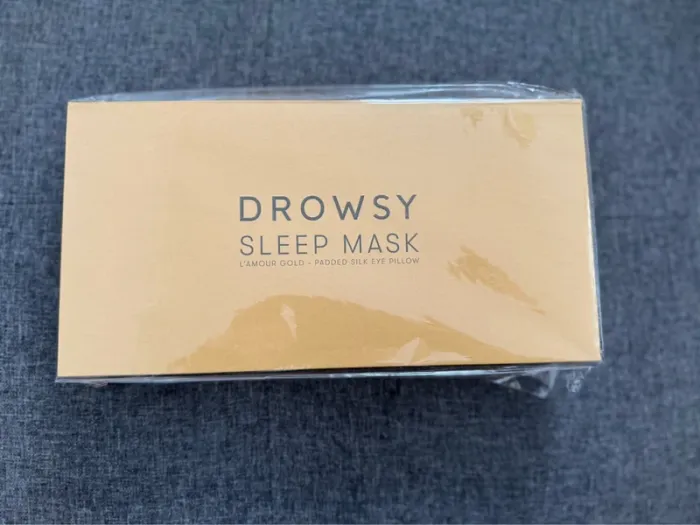 DROWSY
SLEEP MASK
L'AMOUR GOLD - PADDED SILK EYE PILLOW